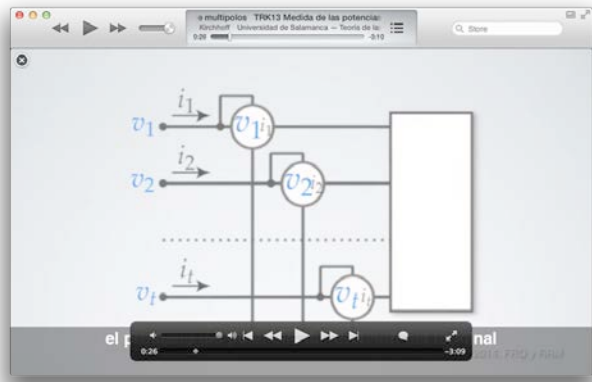 e multipolos TRK13 Medida de las potencias
Kirchhoff Universidad de Salamanca — Teoría de la
0:26 -3:10
Store
i1
v1 v1i1
i2
v2 v2i2
it
vt vtit
el nal
0:26 -3:09